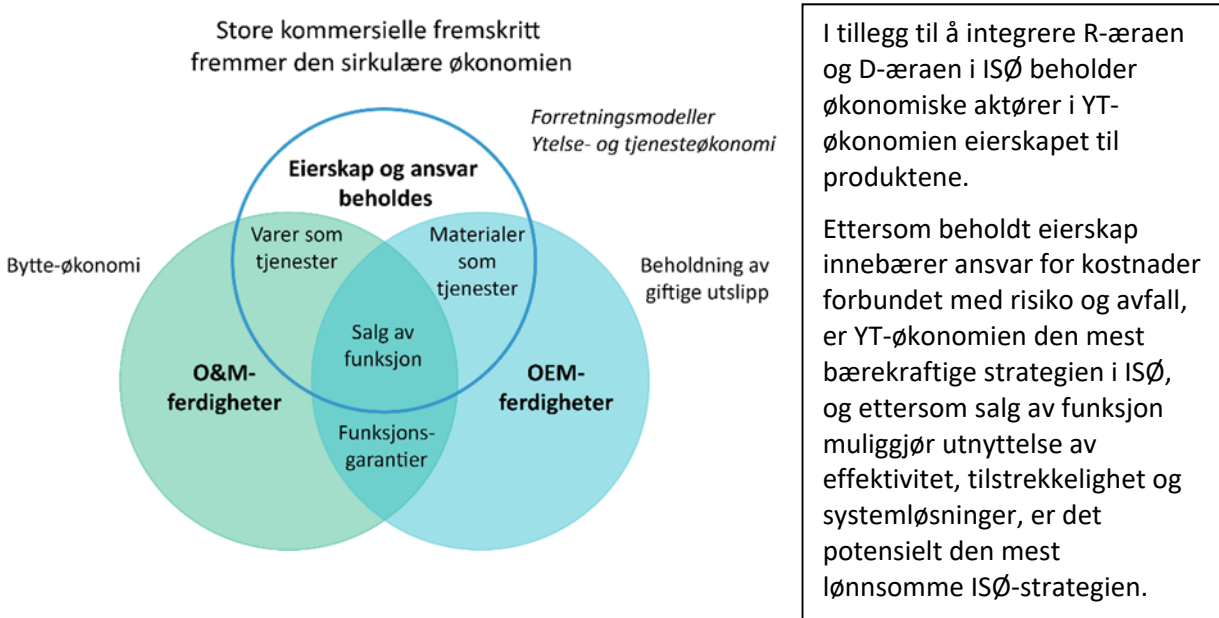 Store kommersielle fremskritt
fremmer den sirkulære økonomien
Forretningsmodeller
Ytelse- og tjenesteøkonomi
Eierskap og ansvar
beholdes
Varer som
tjenester
Materialer
som
tjenester
Bytte-økonomi
Beholdning av
giftige utslipp
Salg av
funksjon
O&M-
ferdigheter
OEM-
ferdigheter
Funksjons-
garantier
I tillegg til å integrere R-æraen
og D-æraen i ISØ beholder
økonomiske aktører i YT-
økonomien eierskapet til
produktene.
Ettersom beholdt eierskap
innebærer ansvar for kostnader
forbundet med risiko og avfall,
er YT-økonomien den mest
bærekraftige strategien i ISØ,
og ettersom salg av funksjon
muliggjør utnyttelse av
effektivitet, tilstrekkelighet og
systemløsninger, er det
potensielt den mest
lønnsomme ISØ-strategien.